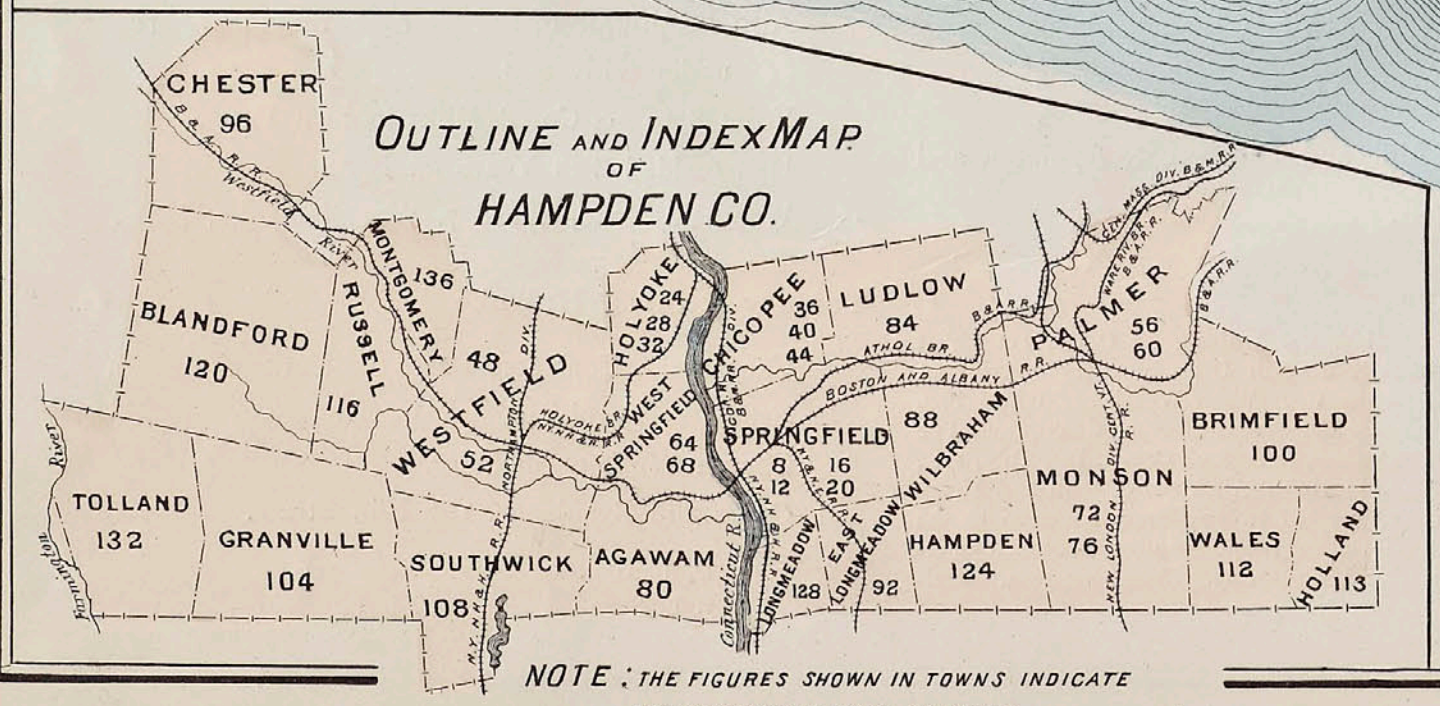 OUTLINE AND INDEX MAP
OF
HAMPDEN CO.
CHESTER
96
B & A. R. R.
Westfield
River
MONTGOMERY
136
RUSSELL
116
BLANDFORD
120
HOLYOKE
24
28
32
CHICOPEE
36
40
44
LUDLOW
84
CEN. MASS. DIV. B & M. R. R.
WARE RIV. BR.
B & A. R. R.
B & A. R. R.
B & A R R.
PALMER
56
60
WESTFIELD
48
52
NORTHAMPTON DIV.
HOLYOKE BR.
WEST
SPRINGFIELD
64
68
ATHOL BR.
BOSTON AND ALBANY R. R.
SPRINGFIELD
8
12
16
20
88
WILBRAHAM
BRIMFIELD
100
Farmington River
TOLLAND
132
GRANVILLE
104
SOUTHWICK
108
N. Y. N. H & H. R. R.
AGAWAM
80
Connecticut R.
LONGMEADOW
128
EAST
LONGMEADOW
92
HAMPDEN
124
MONSON
72
76
NEW LONDON DIV. CENT. V. R. R.
WALES
112
HOLLAND
113
NOTE: THE FIGURES SHOWN IN TOWNS INDICATE